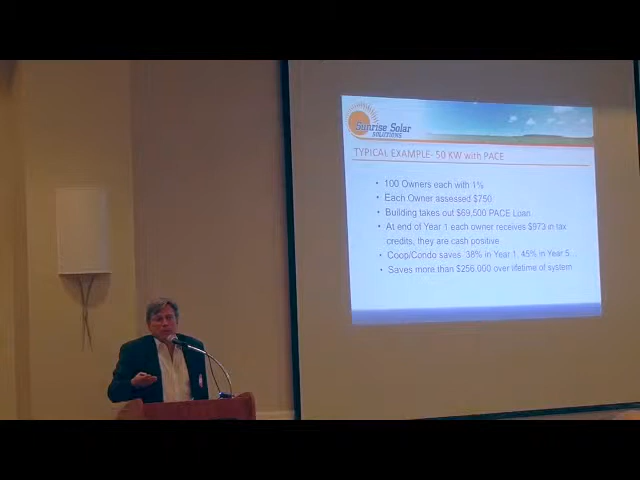 Sunrise Solar
SOLUTIONS
TYPICAL EXAMPLE- 50 KW with PACE
• 100 Owners each with 1%
• Each Owner assessed $750
• Building takes out $69,500 PACE Loan
• At end of Year 1 each owner receives $973 in tax
credits, they are cash positive
• Coop/Condo saves 38% in Year 1, 45% in Year 5...
• Saves more than $256,000 over lifetime of system